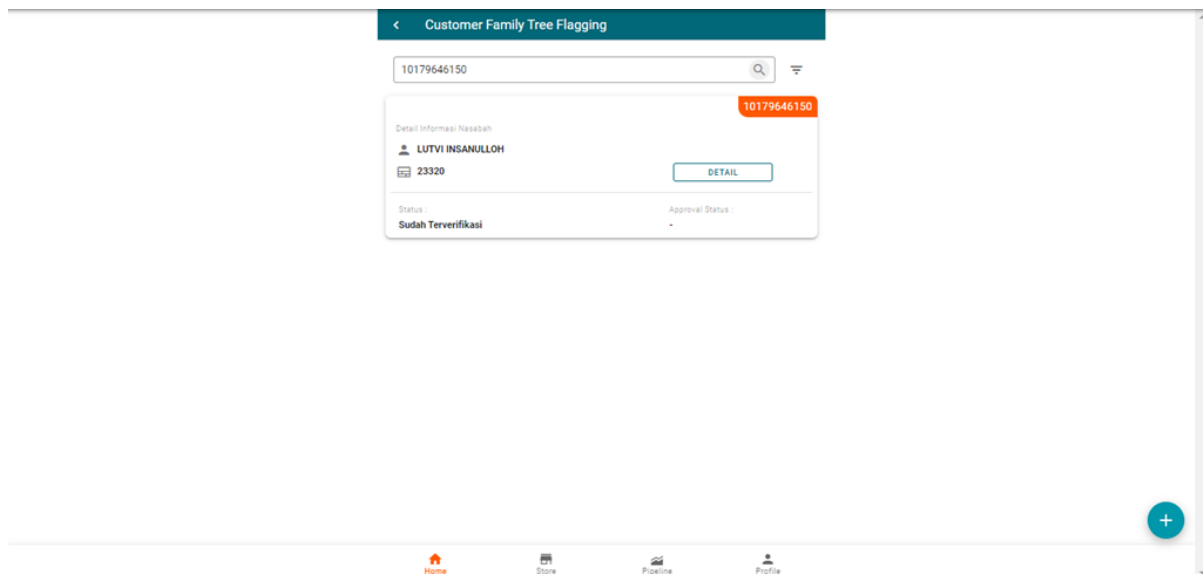 Customer Family Tree Flagging
10179646150
10179646150
Detail Informasi Nasabah
LUTVI INSANULLOH
23320
DETAIL
Status :
Approval Status :
Sudah Terverifikasi
-
Home
Store
Pipeline
Profile